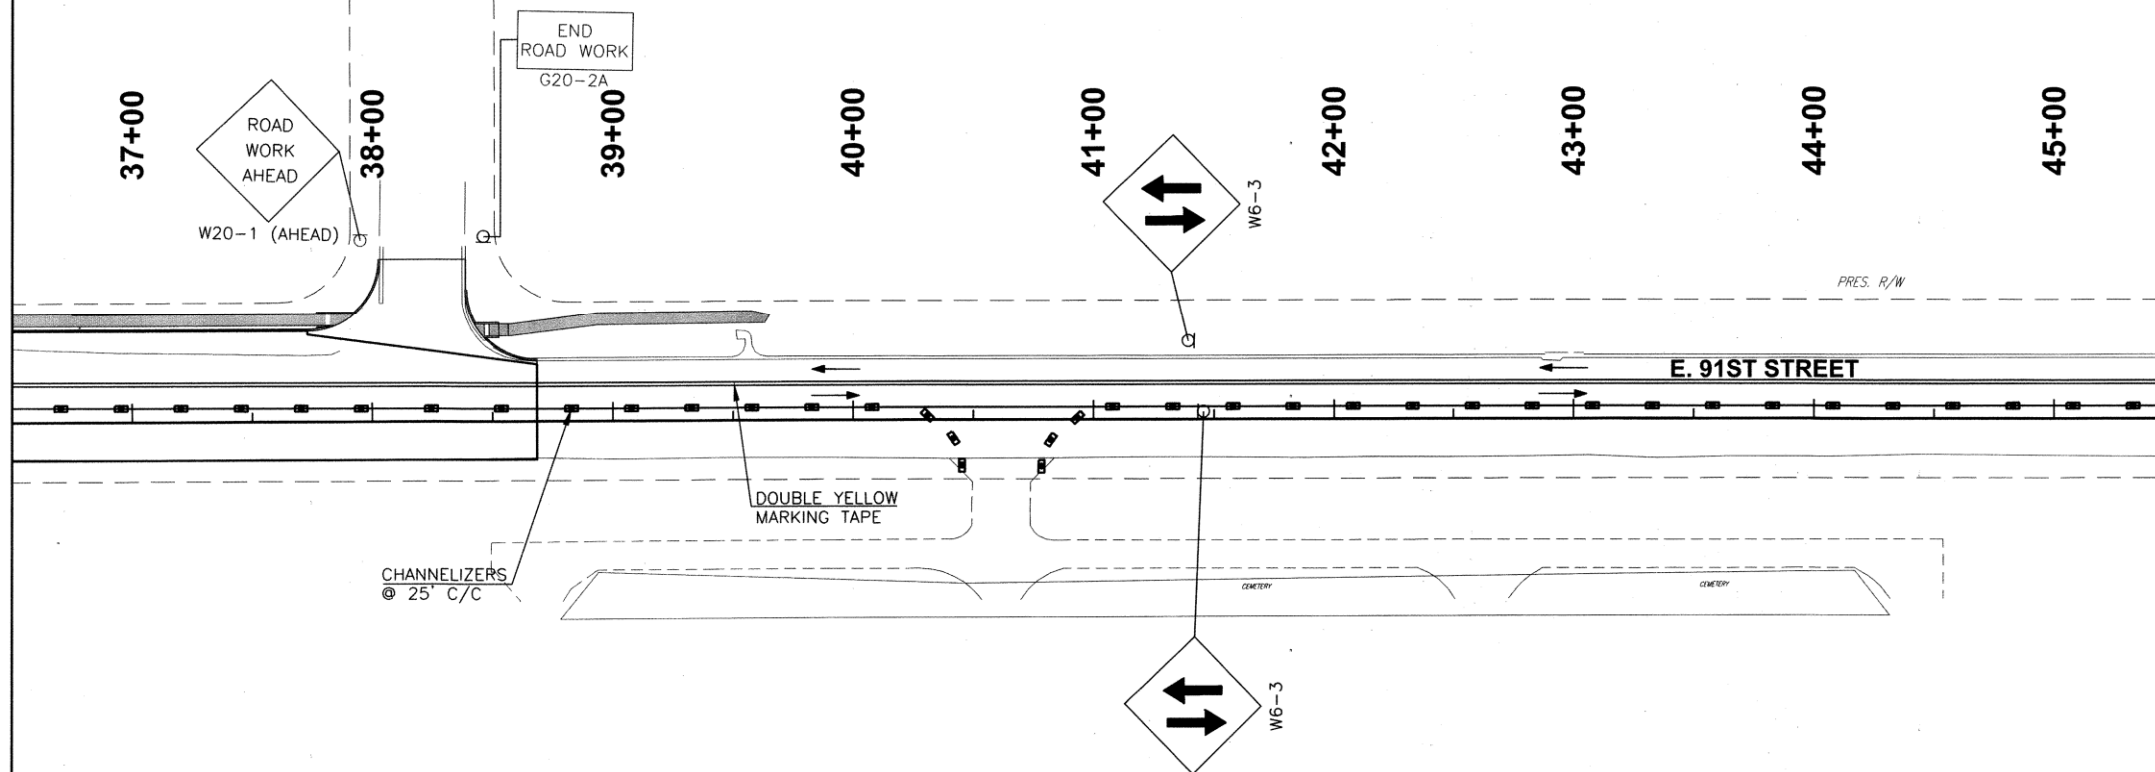 END
ROAD WORK
G20-2A
ROAD
WORK
AHEAD
W20-1 (AHEAD)
37+00
38+00
39+00
40+00
41+00
42+00
43+00
44+00
45+00
W6-3
PRES. R/W
E. 91ST STREET
DOUBLE YELLOW
MARKING TAPE
CHANNELIZERS
@ 25' C/C
CEMETERY
CEMETERY
W6-3